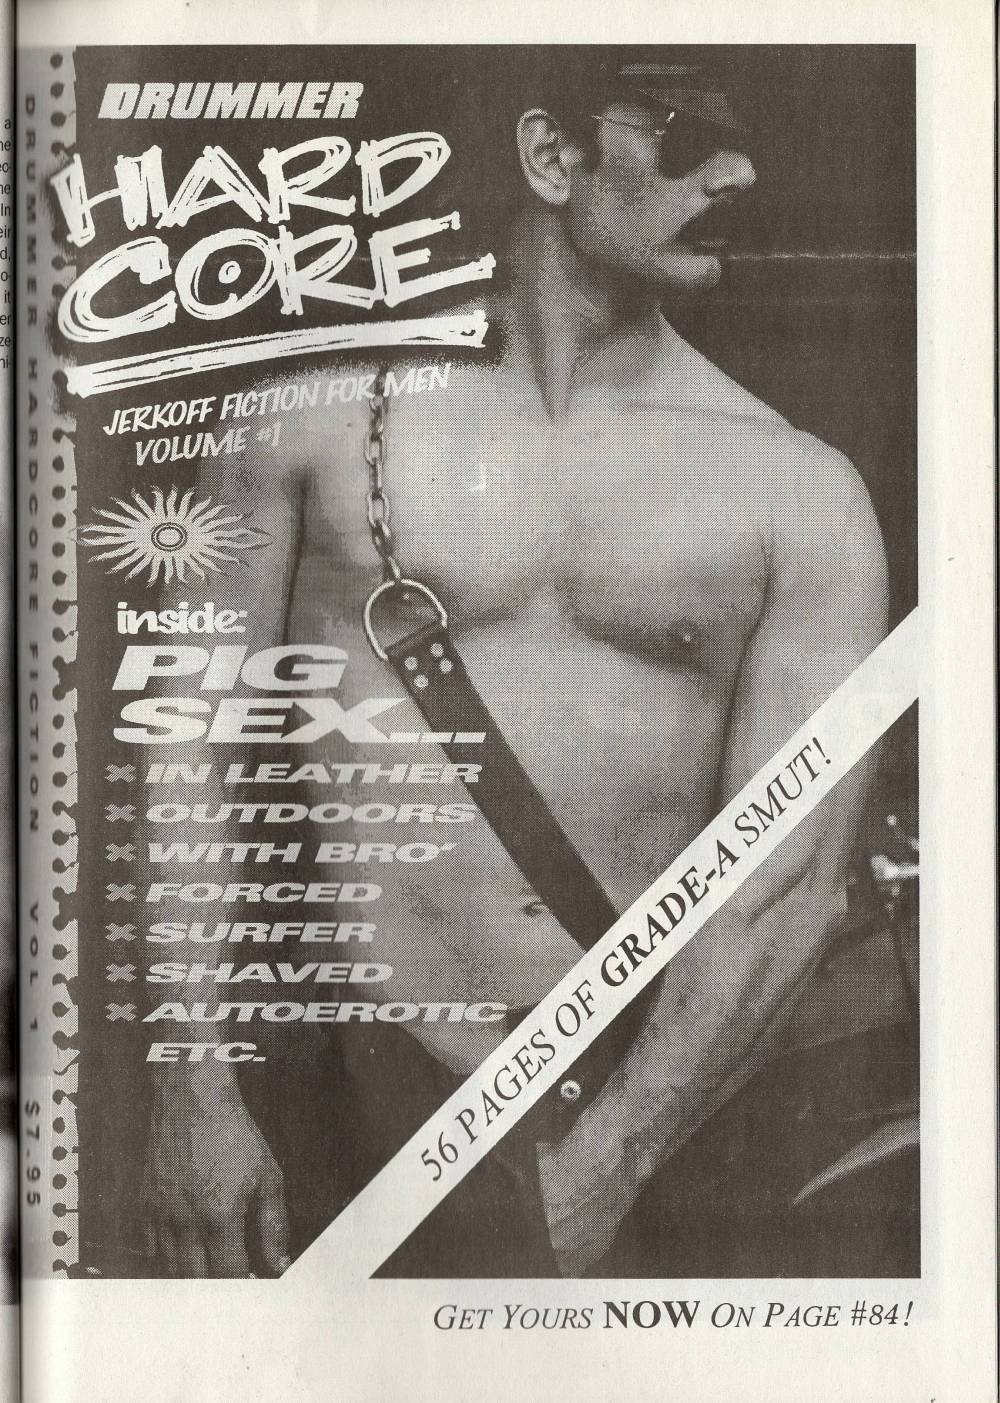 DRUMMER
HARD
CORE
JERKOFF FICTION FOR MEN
VOLUME #1
inside:
PIG
SEX...
IN LEATHER
OUTDOORS
WITH BRO'
FORCED
SURFER
SHAVED
AUTOEROTIC
ETC.
56 PAGES OF GRADE-A SMUT!
DRUMMER HARDCORE FICTION VOL 1 $7.95
GET YOURS NOW ON PAGE #84!